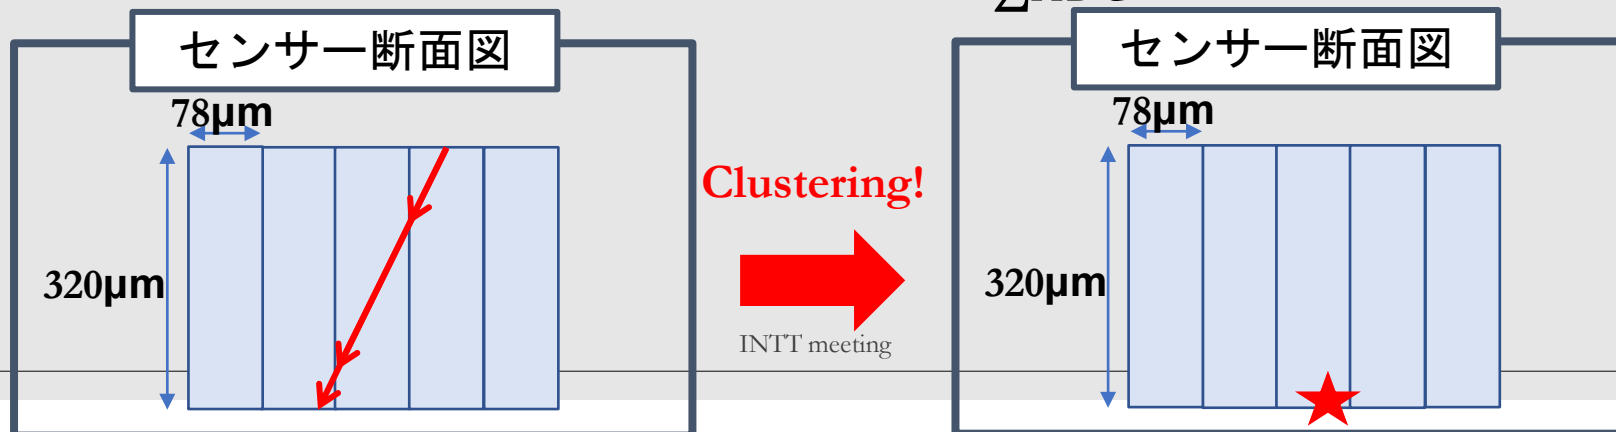 センサー断面図
78μm
320μm
Clustering!
INTT meeting
センサー断面図
78μm
320μm